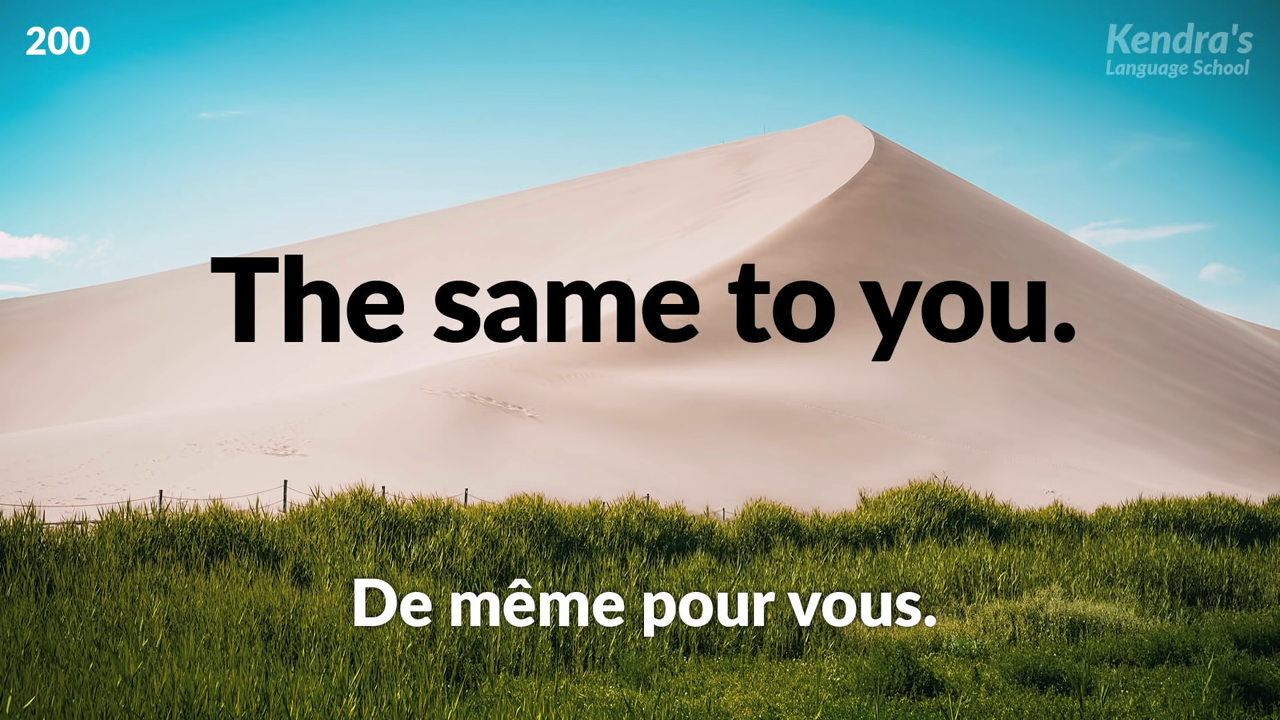 200
Kendra's
Language School
The same to you.
De même pour vous.